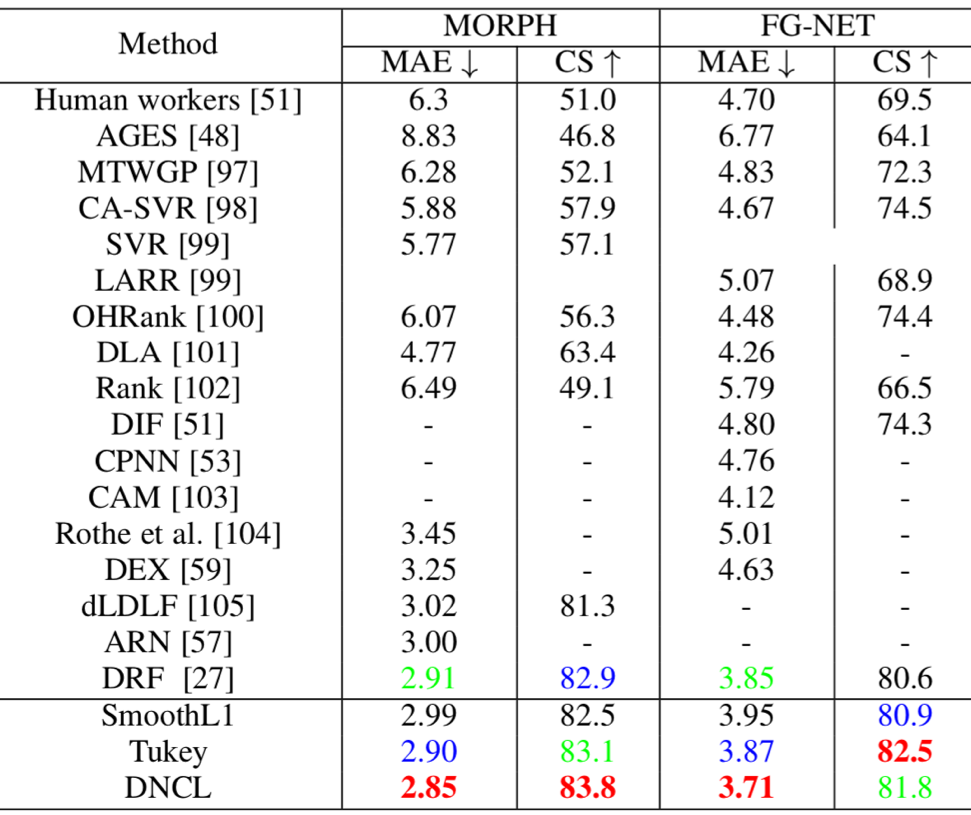 Method MORPH FG-NET
MAE ↓ CS ↑ MAE ↓ CS ↑
Human workers [51] 6.3 51.0 4.70 69.5
AGES [48] 8.83 46.8 6.77 64.1
MTWGP [97] 6.28 52.1 4.83 72.3
CA-SVR [98] 5.88 57.9 4.67 74.5
SVR [99] 5.77 57.1
LARR [99] 5.07 68.9
OHRank [100] 6.07 56.3 4.48 74.4
DLA [101] 4.77 63.4 4.26 -
Rank [102] 6.49 49.1 5.79 66.5
DIF [51] - - 4.80 74.3
CPNN [53] - - 4.76 -
CAM [103] - - 4.12 -
Rothe et al. [104] 3.45 - 5.01 -
DEX [59] 3.25 - 4.63 -
dLDLF [105] 3.02 81.3 - -
ARN [57] 3.00 - - -
DRF [27] 2.91 82.9 3.85 80.6
SmoothL1 2.99 82.5 3.95 80.9
Tukey 2.90 83.1 3.87 82.5
DNCL 2.85 83.8 3.71 81.8